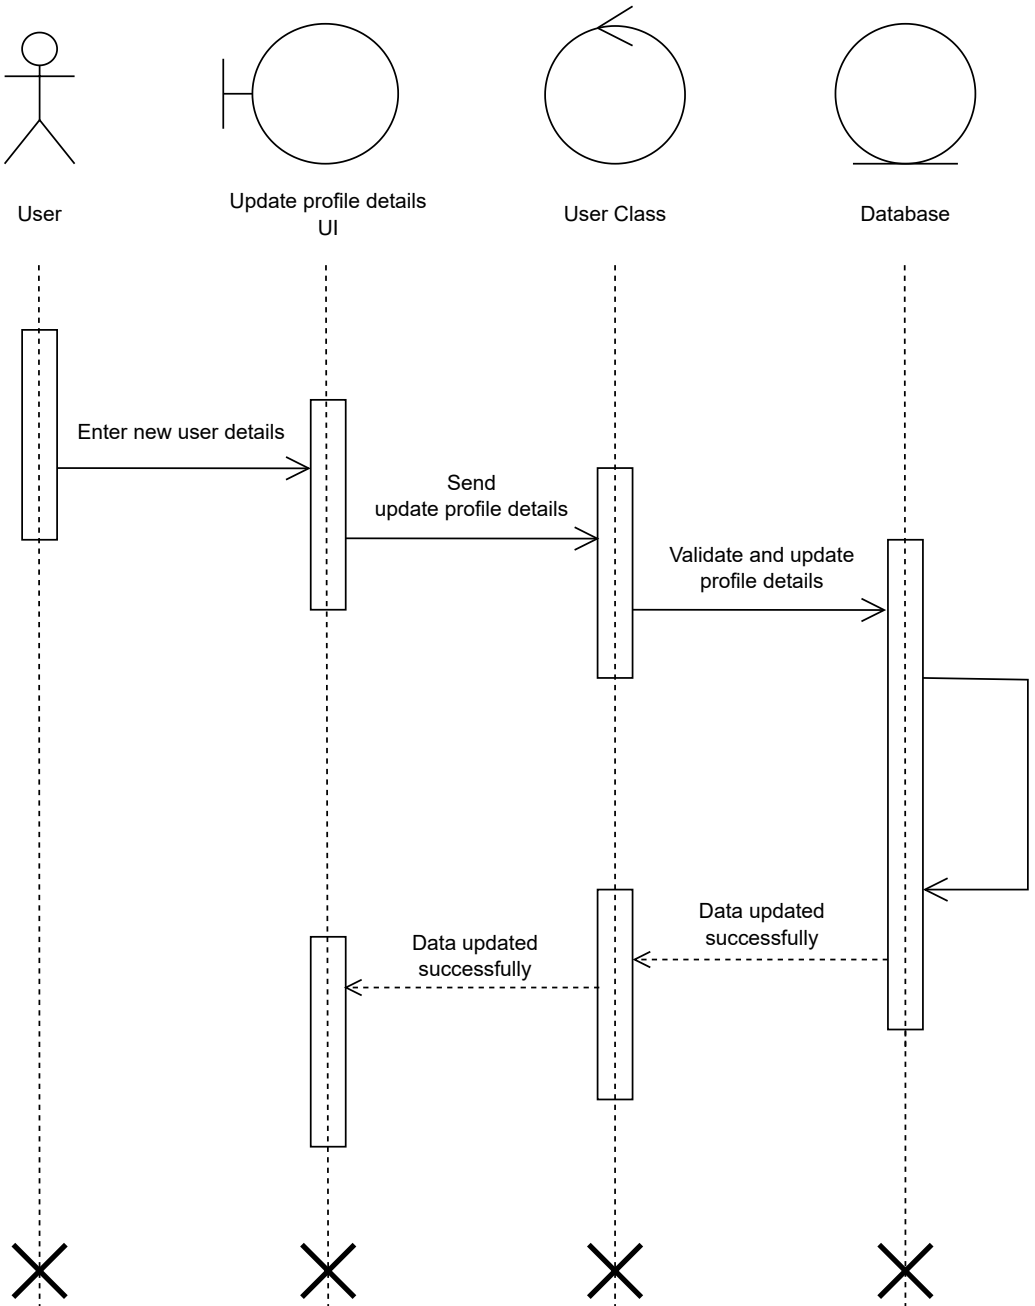 User
Update profile details
UI
User Class
Database
Enter new user details
Send
update profile details
Validate and update
profile details
Data updated
successfully
Data updated
successfully